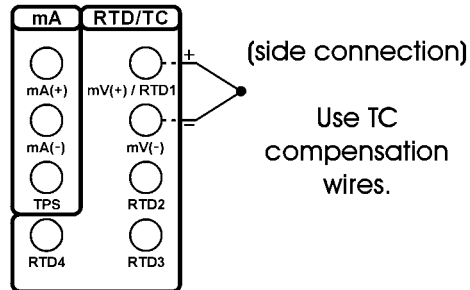 mA RTD/TC
+
mA(+) mV(+) / RTD1
−
mA(-) mV(-)
TPS RTD2
RTD4 RTD3
(side connection)
Use TC
compensation
wires.